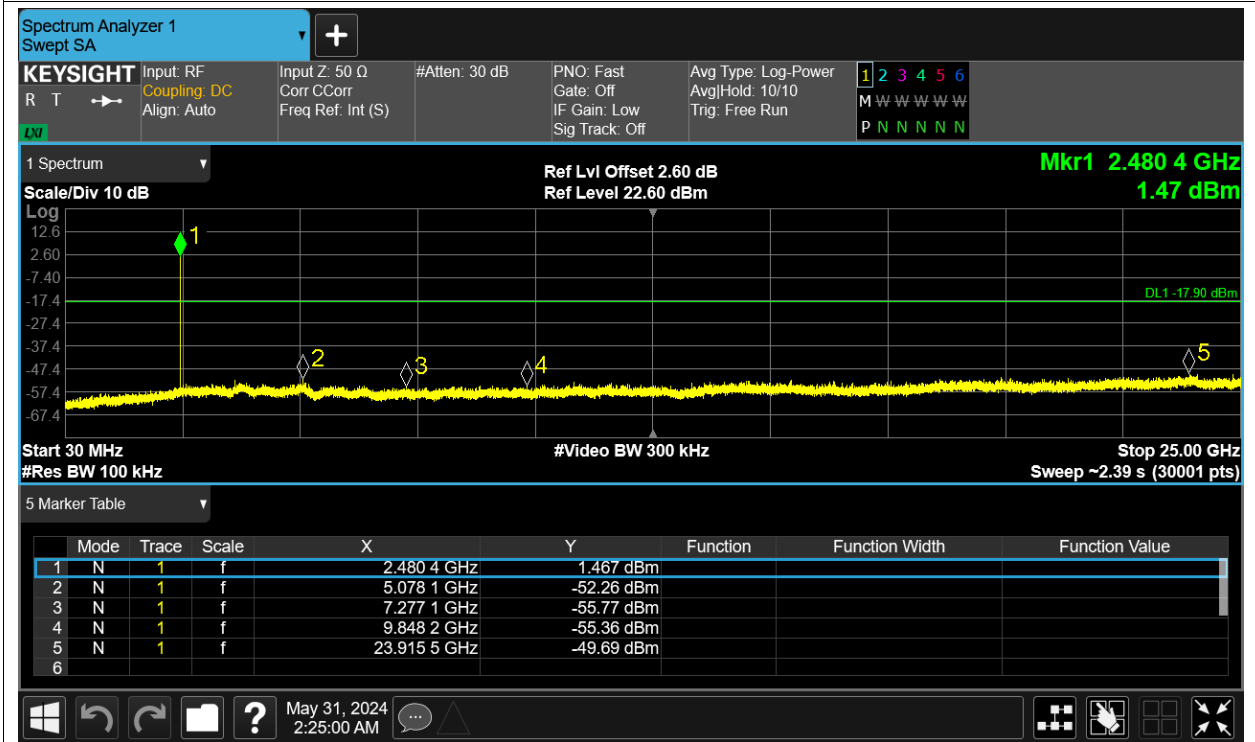 Spectrum Analyzer 1
Swept SA
+
KEYSIGHT
R T
LXI
Input: RF
Coupling: DC
Align: Auto
Input Z: 50 Ω
Corr CCorr
Freq Ref: Int (S)
#Atten: 30 dB
PNO: Fast
Gate: Off
IF Gain: Low
Sig Track: Off
Avg Type: Log-Power
Avg|Hold: 10/10
Trig: Free Run
1 2 3 4 5 6
M W W W W W
P N N N N N
1 Spectrum
Scale/Div 10 dB
Ref Lvl Offset 2.60 dB
Ref Level 22.60 dBm
Mkr1 2.480 4 GHz
1.47 dBm
Log
12.6
2.60
-7.40
-17.4
-27.4
-37.4
-47.4
-57.4
-67.4
1
DL1 -17.90 dBm
2
3
4
5
Start 30 MHz
#Res BW 100 kHz
#Video BW 300 kHz
Stop 25.00 GHz
Sweep ~2.39 s (30001 pts)
5 Marker Table
Mode Trace Scale X Y Function Function Width Function Value
1 N 1 f 2.480 4 GHz 1.467 dBm
2 N 1 f 5.078 1 GHz -52.26 dBm
3 N 1 f 7.277 1 GHz -55.77 dBm
4 N 1 f 9.848 2 GHz -55.36 dBm
5 N 1 f 23.915 5 GHz -49.69 dBm
6
?
May 31, 2024
2:25:00 AM